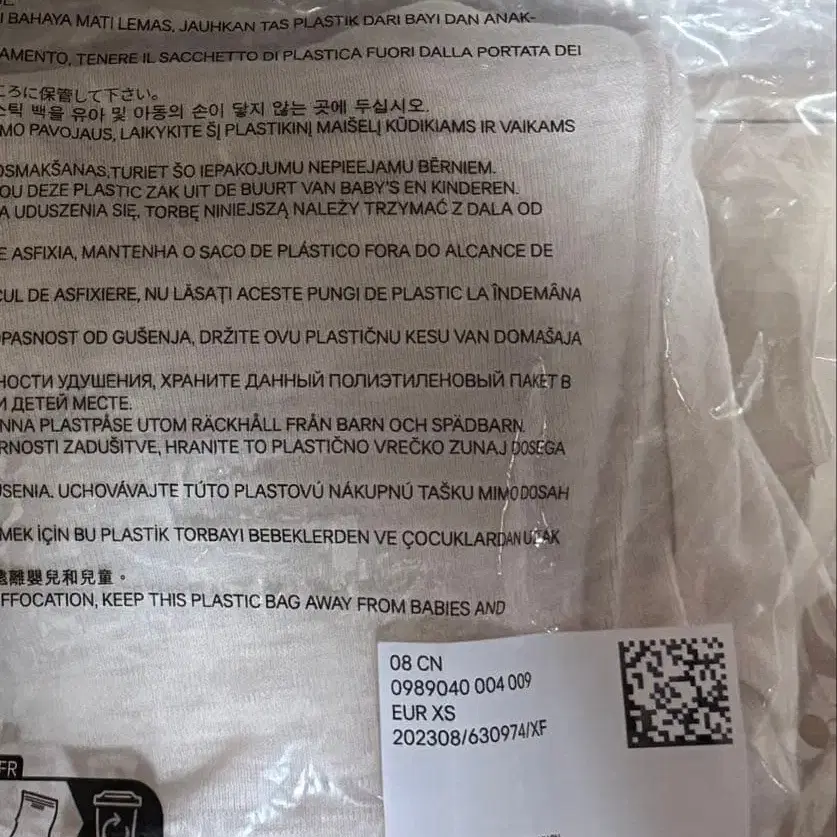 I BAHAYA MATI LEMAS, JAUHKAN TAS PLASTIK DARI BAYI DAN ANAK-
AMENTO, TENERE IL SACCHETTO DI PLASTICA FUORI DALLA PORTATA DEI
ころに保管して下さい。
스틱 백을 유아 및 아동의 손이 닿지 않는 곳에 두십시오.
MO PAVOJAUS, LAIKYKITE ŠĮ PLASTIKINĮ MAIŠELĮ KŪDIKIAMS IR VAIKAMS
OSMAKŠANAS,TURIET ŠO IEPAKOJUMU NEPIEEJAMU BĒRNIEM.
OU DEZE PLASTIC ZAK UIT DE BUURT VAN BABY'S EN KINDEREN.
A UDUSZENIA SIĘ, TORBĘ NINIEJSZĄ NALEŻY TRZYMAĆ Z DALA OD
E ASFIXIA, MANTENHA O SACO DE PLÁSTICO FORA DO ALCANCE DE
CUL DE ASFIXIERE, NU LĂSAȚI ACESTE PUNGI DE PLASTIC LA ÎNDEMÂNA
OPASNOST OD GUŠENJA, DRŽITE OVU PLASTIČNU KESU VAN DOMAŠAJA
НОСТИ УДУШЕНИЯ, ХРАНИТЕ ДАННЫЙ ПОЛИЭТИЛЕНОВЫЙ ПАКЕТ В
И ДЕТЕЙ МЕСТЕ.
NNA PLASTPÅSE UTOM RÄCKHÅLL FRÅN BARN OCH SPÄDBARN.
RNOSTI ZADUŠITVE, HRANITE TO PLASTIČNO VREČKO ZUNAJ DOSEGA
USENIA. UCHOVÁVAJTE TÚTO PLASTOVÚ NÁKUPNÚ TAŠKU MIMO DOSAH
MEK İÇİN BU PLASTİK TORBAYI BEBEKLERDEN VE ÇOCUKLARDAN UZAK
遠離嬰兒和兒童。
FFOCATION, KEEP THIS PLASTIC BAG AWAY FROM BABIES AND
08 CN
0989040 004 009
EUR XS
202308/630974/XF
FR